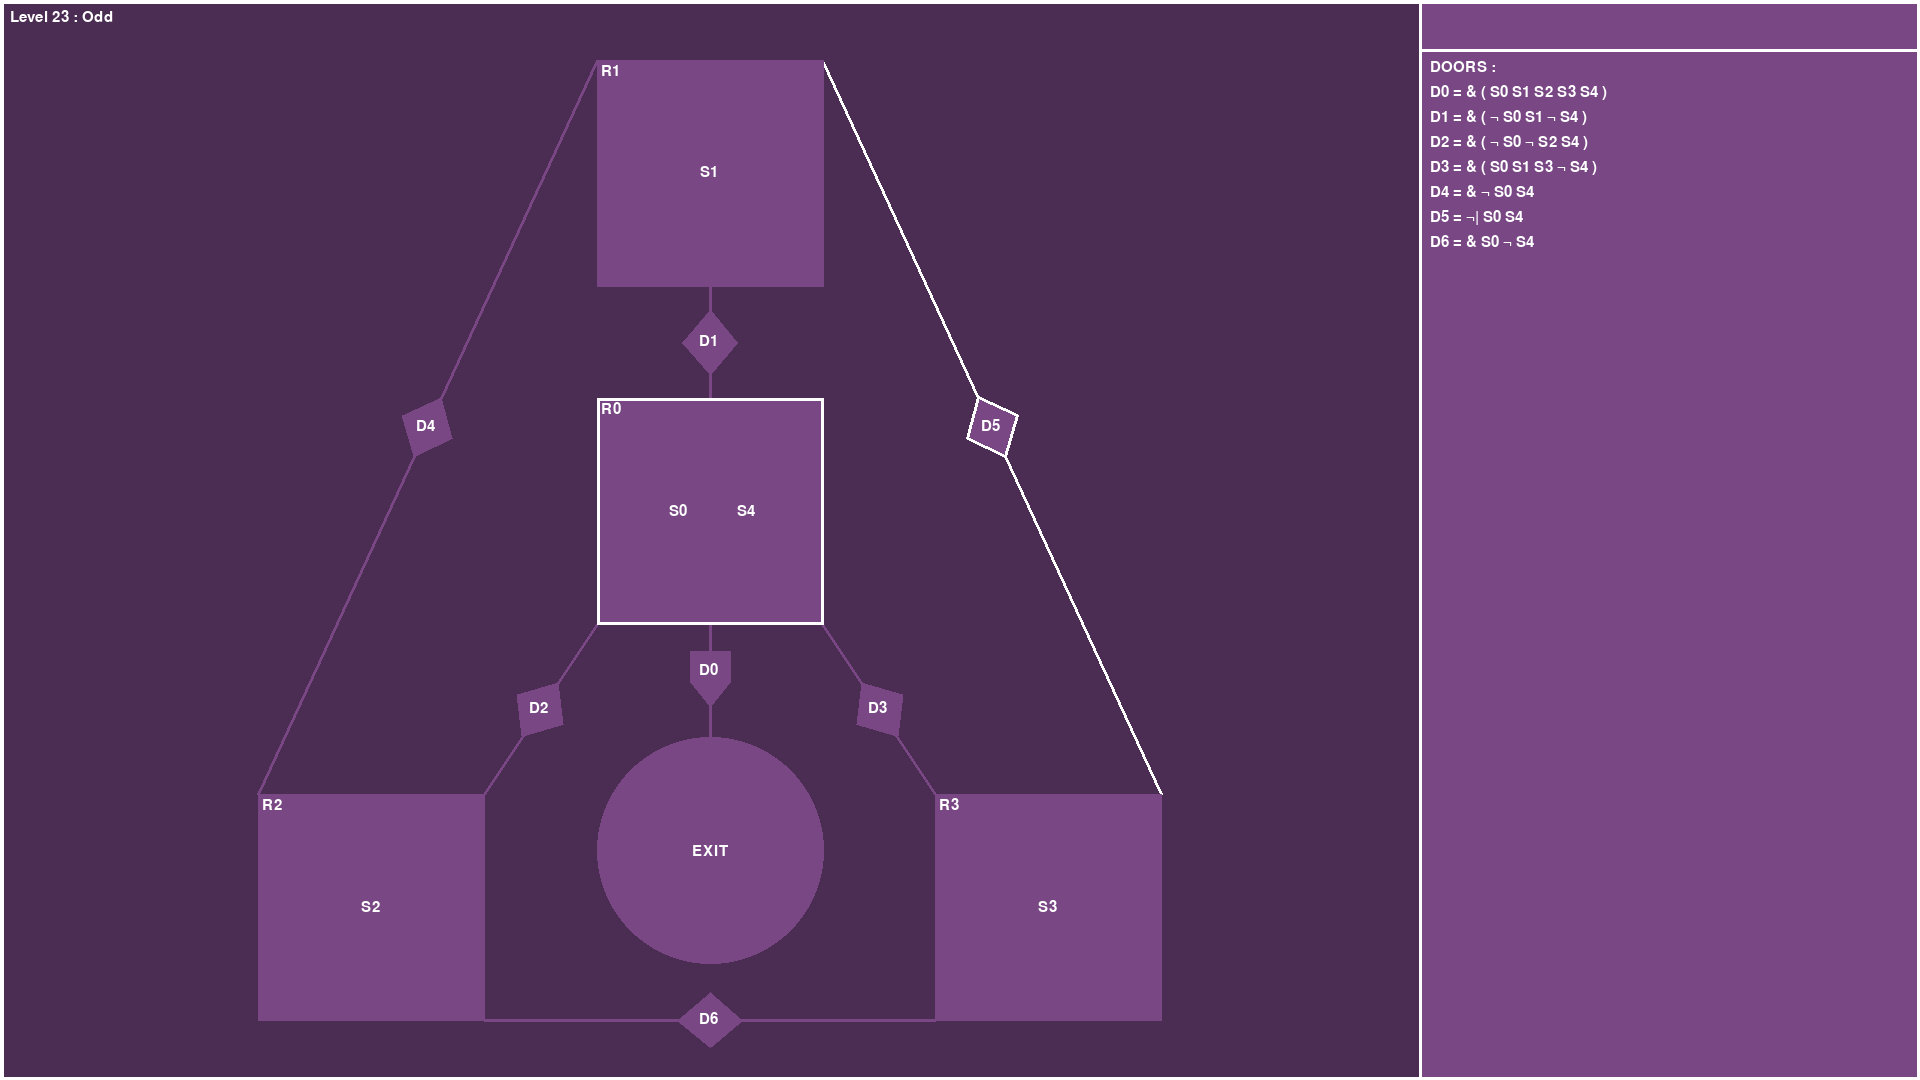 Level 23 : Odd
R1
S1
D1
D4
D5
R0
S0 S4
D0
D2
D3
R2
R3
EXIT
S2
S3
D6
DOORS :
D0 = & ( S0 S1 S2 S3 S4 )
D1 = & ( ¬ S0 S1 ¬ S4 )
D2 = & ( ¬ S0 ¬ S2 S4 )
D3 = & ( S0 S1 S3 ¬ S4 )
D4 = & ¬ S0 S4
D5 = ¬| S0 S4
D6 = & S0 ¬ S4